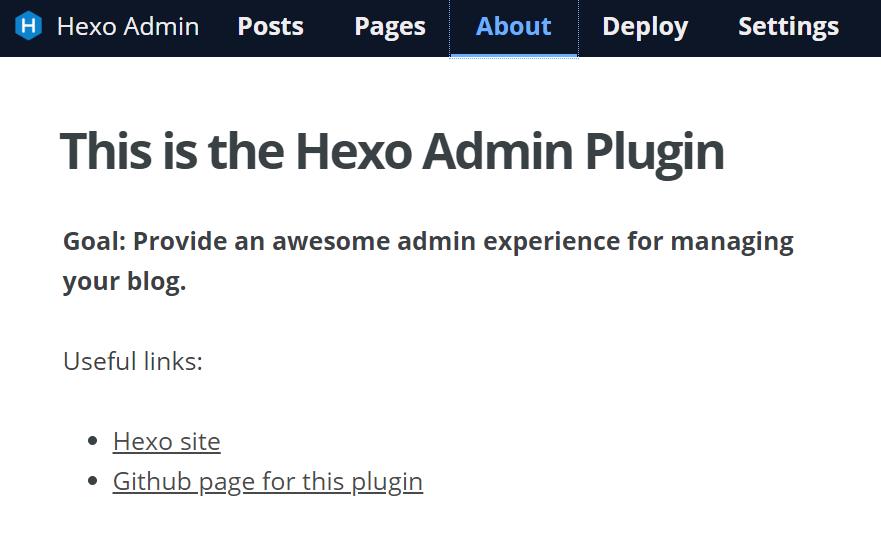 Hexo Admin Posts Pages About Deploy Settings
This is the Hexo Admin Plugin
Goal: Provide an awesome admin experience for managing
your blog.
Useful links:
Hexo site
Github page for this plugin